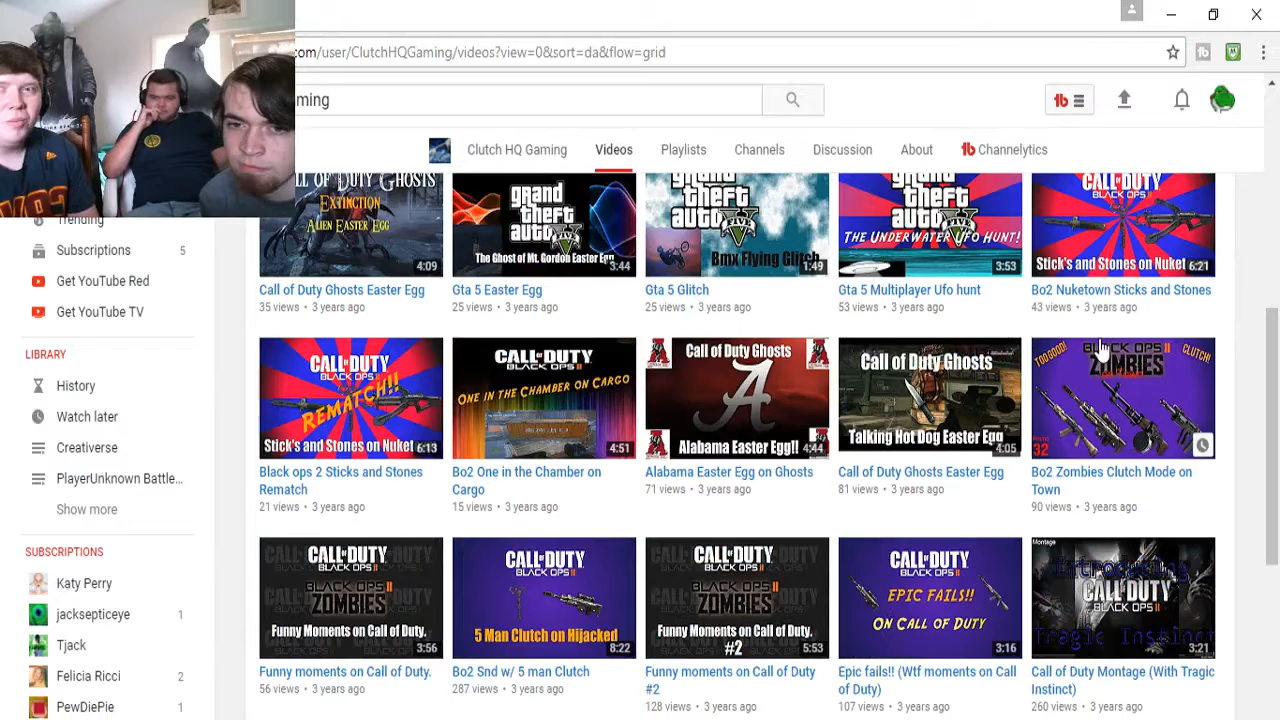 com/user/ClutchHQGaming/videos?view=0&sort=da&flow=grid
ming
Clutch HQ Gaming Videos Playlists Channels Discussion About Channelytics
Trending
Subscriptions 5
Get YouTube Red
Get YouTube TV
LIBRARY
History
Watch later
Creativerse
PlayerUnknown Battle...
Show more
SUBSCRIPTIONS
Katy Perry
jacksepticeye 1
Tjack
Felicia Ricci 2
PewDiePie 1
LL OF DUTY GHOSTS
EXTINCTION
ALIEN EASTER EGG
4:09
Call of Duty Ghosts Easter Egg
35 views • 3 years ago
grand
theft
auto V
The Ghost of Mt. Gordon Easter Egg
3:44
Gta 5 Easter Egg
25 views • 3 years ago
grand
theft
auto V
Bmx Flying Glitch
1:49
Gta 5 Glitch
25 views • 3 years ago
grand
theft
auto V
THE UNDERWATER UFO HUNT!
3:53
Gta 5 Multiplayer Ufo hunt
53 views • 3 years ago
CALL OF DUTY
BLACK OPS II
Stick's and Stones on Nuket
6:21
Bo2 Nuketown Sticks and Stones
43 views • 3 years ago
CALL OF DUTY
BLACK OPS II
REMATCH!!
Stick's and Stones on Nuket
6:13
Black ops 2 Sticks and Stones
Rematch
21 views • 3 years ago
CALL OF DUTY
BLACK OPS II
ONE IN THE CHAMBER ON CARGO
4:51
Bo2 One in the Chamber on
Cargo
15 views • 3 years ago
Call of Duty Ghosts
A
Alabama Easter Egg!!
4:44
Alabama Easter Egg on Ghosts
71 views • 3 years ago
Call of Duty Ghosts
Talking Hot Dog Easter Egg
4:05
Call of Duty Ghosts Easter Egg
81 views • 3 years ago
TOO GOOD!
BLACK OPS II
ZOMBIES
CLUTCH!
ROUND
32
Bo2 Zombies Clutch Mode on
Town
90 views • 3 years ago
CALL OF DUTY
BLACK OPS II
BLACK OPS II
ZOMBIES
Funny Moments on Call of Duty.
3:56
Funny moments on Call of Duty.
56 views • 3 years ago
CALL OF DUTY
BLACK OPS II
5 Man Clutch on Hijacked
8:22
Bo2 Snd w/ 5 man Clutch
287 views • 3 years ago
CALL OF DUTY
BLACK OPS II
BLACK OPS II
ZOMBIES
Funny Moments on Call of Duty.
#2
5:53
Funny moments on Call of Duty
#2
128 views • 3 years ago
CALL OF DUTY
BLACK OPS II
EPIC FAILS!!
ON CALL OF DUTY
3:16
Epic fails!! (Wtf moments on Call
of Duty)
107 views • 3 years ago
Montage
Introducing
CALL OF DUTY
BLACK OPS II
Tragic Instinct
3:21
Call of Duty Montage (With Tragic
Instinct)
260 views • 3 years ago